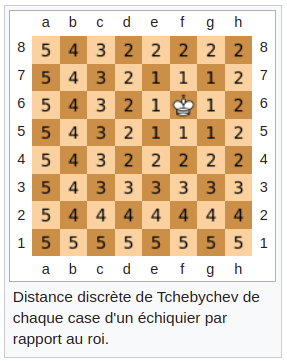 a b c d e f g h
8 5 4 3 2 2 2 2 2 8
7 5 4 3 2 1 1 1 2 7
6 5 4 3 2 1 1 2 6
5 5 4 3 2 1 1 1 2 5
4 5 4 3 2 2 2 2 2 4
3 5 4 3 3 3 3 3 3 3
2 5 4 4 4 4 4 4 4 2
1 5 5 5 5 5 5 5 5 1
a b c d e f g h
Distance discrète de Tchebychev de
chaque case d'un échiquier par
rapport au roi.